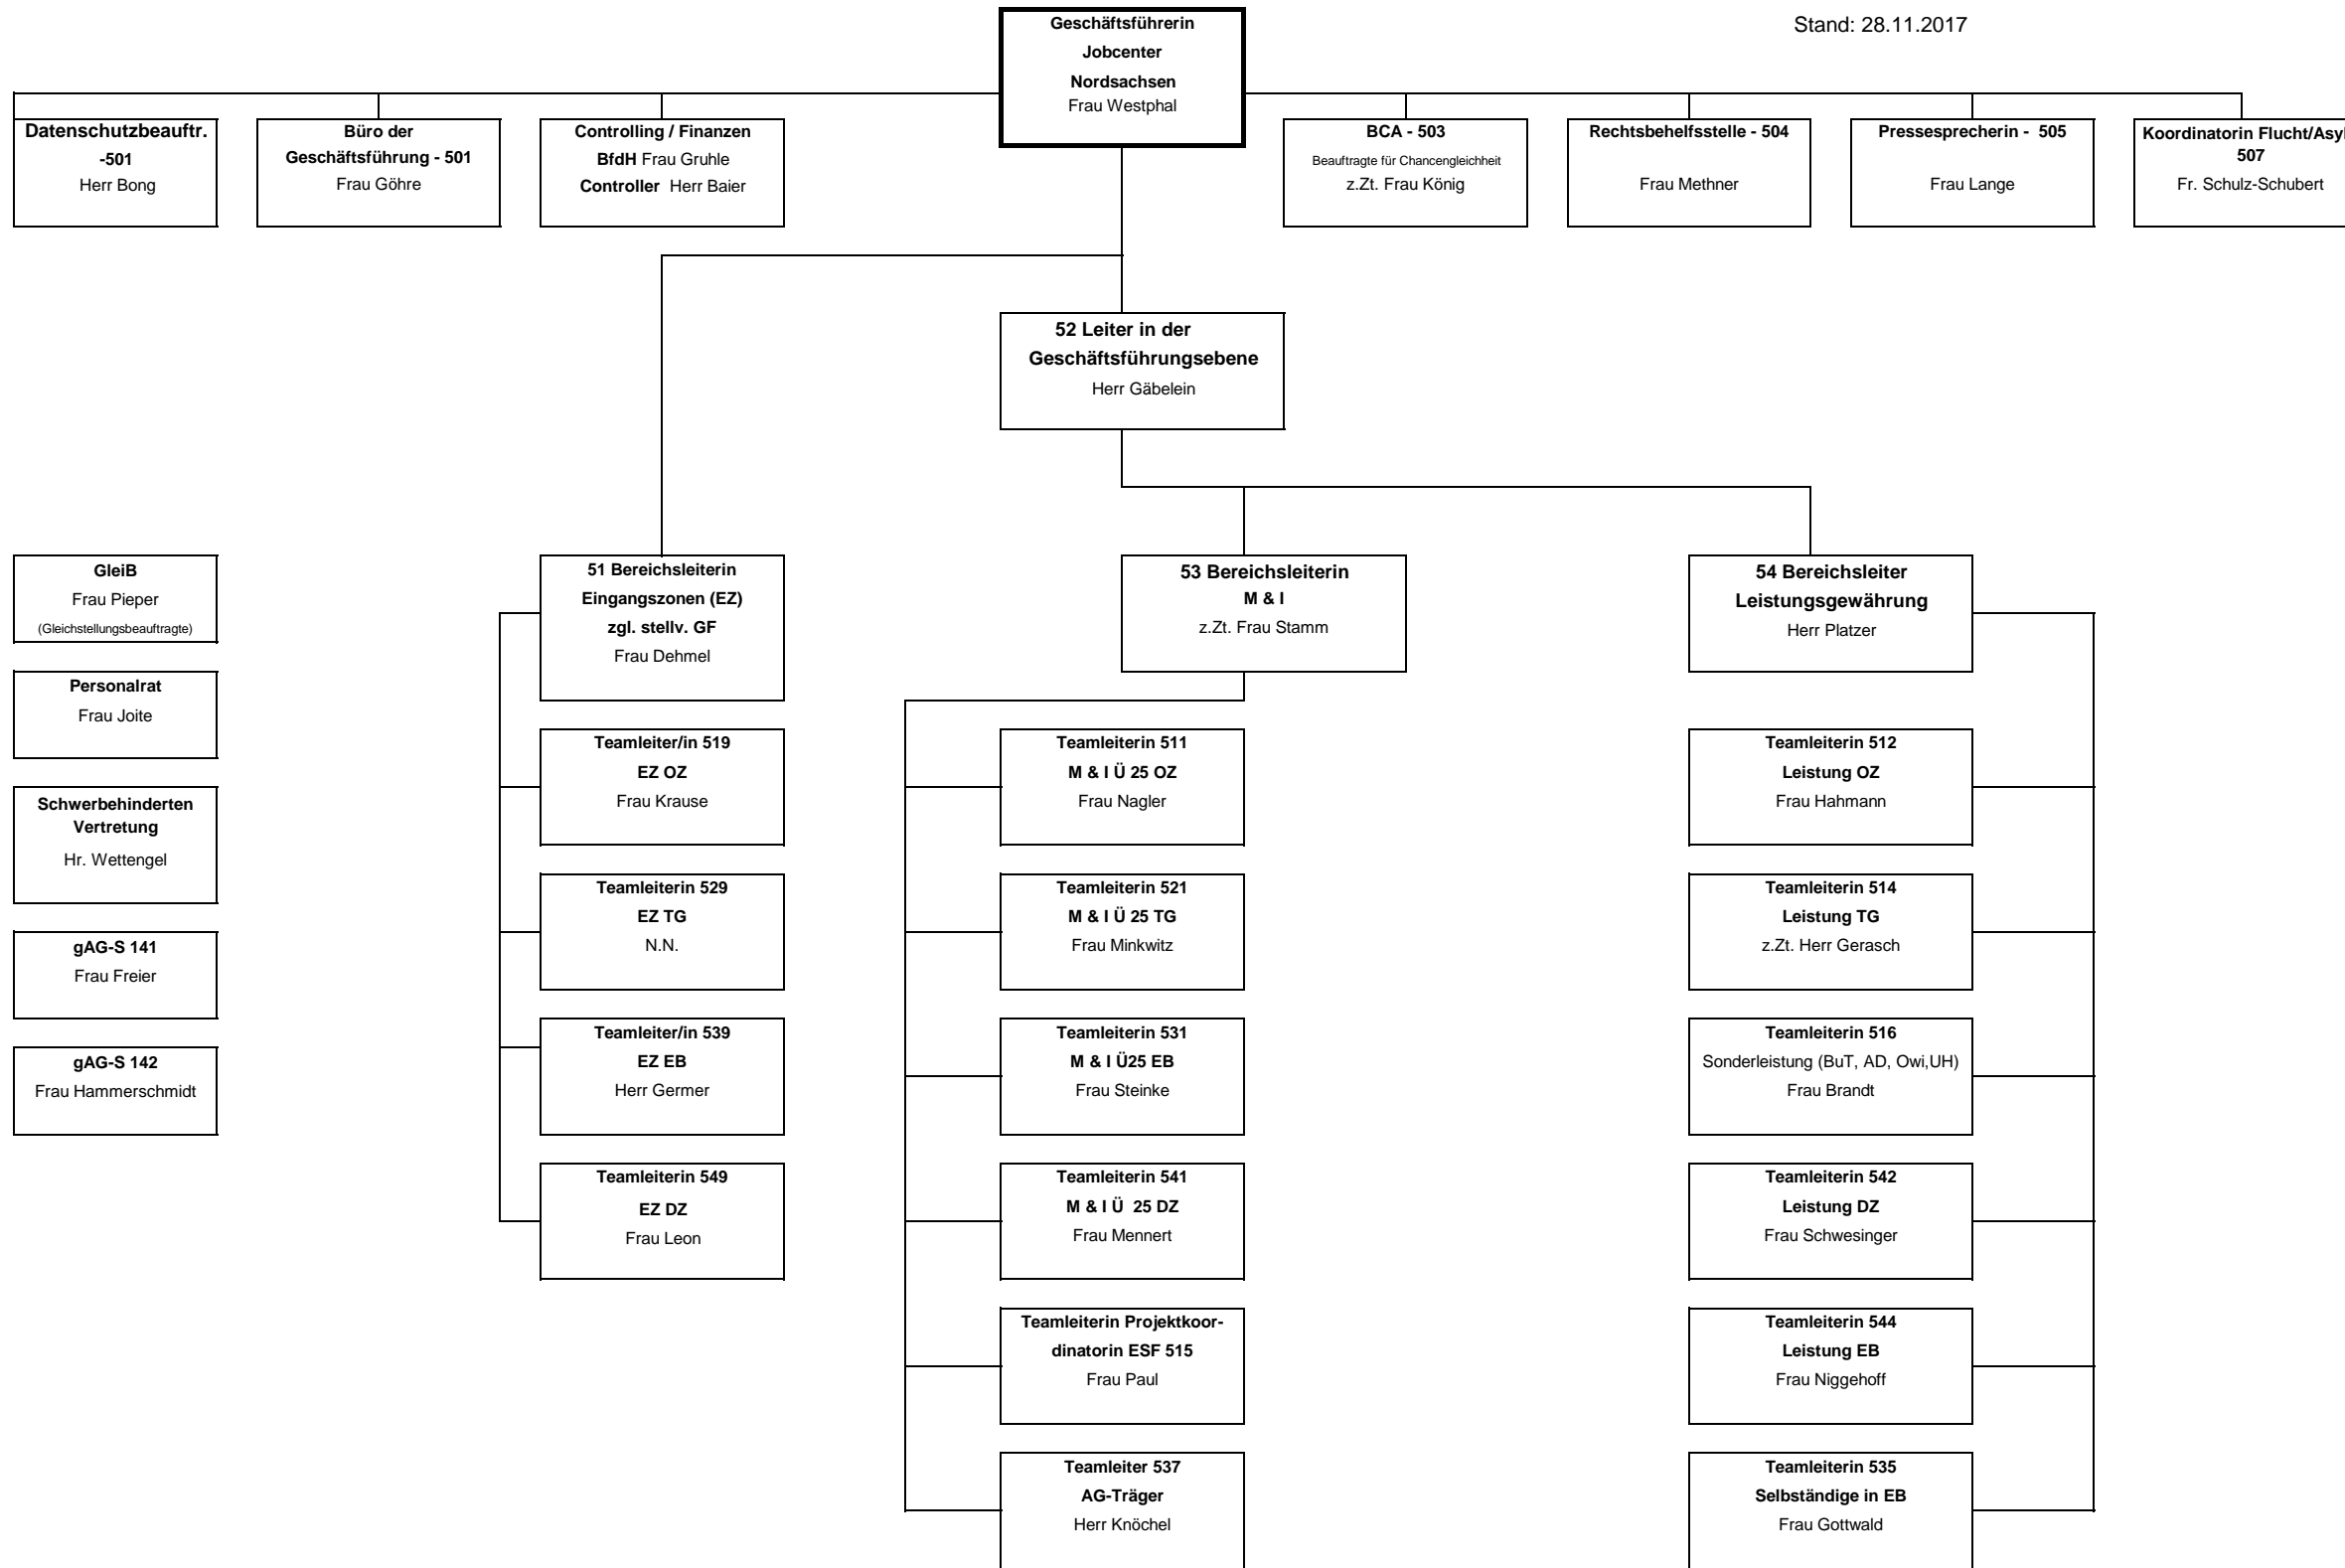 Geschäftsführerin
Jobcenter
Nordsachsen
Frau Westphal
Stand: 28.11.2017
Datenschutzbeauftr.
-501
Herr Bong
Büro der
Geschäftsführung - 501
Frau Göhre
Controlling / Finanzen
BfdH Frau Gruhle
Controller Herr Baier
BCA - 503
Beauftragte für Chancengleichheit
z.Zt. Frau König
Rechtsbehelfsstelle - 504
Frau Methner
Pressesprecherin - 505
Frau Lange
Koordinatorin Flucht/Asyl
507
Fr. Schulz-Schubert
52 Leiter in der
Geschäftsführungsebene
Herr Gäbelein
GleiB
Frau Pieper
(Gleichstellungsbeauftragte)
Personalrat
Frau Joite
Schwerbehinderten
Vertretung
Hr. Wettengel
gAG-S 141
Frau Freier
gAG-S 142
Frau Hammerschmidt
51 Bereichsleiterin
Eingangszonen (EZ)
zgl. stellv. GF
Frau Dehmel
Teamleiter/in 519
EZ OZ
Frau Krause
Teamleiterin 529
EZ TG
N.N.
Teamleiter/in 539
EZ EB
Herr Germer
Teamleiterin 549
EZ DZ
Frau Leon
53 Bereichsleiterin
M & I
z.Zt. Frau Stamm
Teamleiterin 511
M & I Ü 25 OZ
Frau Nagler
Teamleiterin 521
M & I Ü 25 TG
Frau Minkwitz
Teamleiterin 531
M & I Ü25 EB
Frau Steinke
Teamleiterin 541
M & I Ü 25 DZ
Frau Mennert
Teamleiterin Projektkoor-
dinatorin ESF 515
Frau Paul
Teamleiter 537
AG-Träger
Herr Knöchel
54 Bereichsleiter
Leistungsgewährung
Herr Platzer
Teamleiterin 512
Leistung OZ
Frau Hahmann
Teamleiterin 514
Leistung TG
z.Zt. Herr Gerasch
Teamleiterin 516
Sonderleistung (BuT, AD, Owi,UH)
Frau Brandt
Teamleiterin 542
Leistung DZ
Frau Schwesinger
Teamleiterin 544
Leistung EB
Frau Niggehoff
Teamleiterin 535
Selbständige in EB
Frau Gottwald